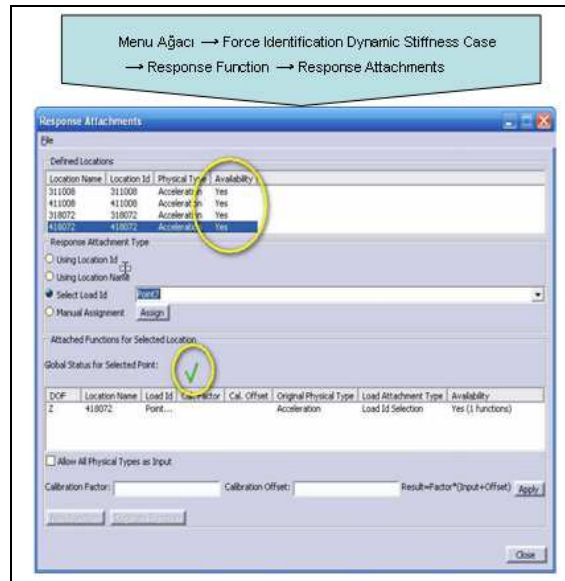 Menu Ağacı → Force Identification Dynamic Stiffness Case
→ Response Function → Response Attachments
Response Attachments
File
Defined Locations
Location Name Location Id Physical Type Availability
311008 311008 Acceleration Yes
411008 411008 Acceleration Yes
318072 318072 Acceleration Yes
418072 418072 Acceleration Yes
Response Attachment Type
Using Location Id
Using Location Name
Select Load Id Point7
Manual Assignment Assign
Attached Functions for Selected Location
Global Status for Selected Point:
DOF Location Name Load Id Cal. Factor Cal. Offset Original Physical Type Load Attachment Type Availability
Z 418072 Point... Acceleration Load Id Selection Yes (1 functions)
Allow All Physical Types as Input
Calibration Factor: Calibration Offset: Result=Factor*(Input+Offset) Apply
Close